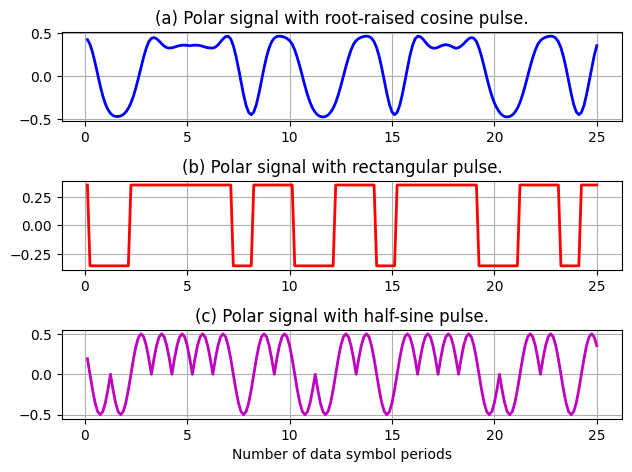 (a) Polar signal with root-raised cosine pulse.
0.5
0.0
−0.5
0 5 10 15 20 25
(b) Polar signal with rectangular pulse.
0.25
0.00
−0.25
0 5 10 15 20 25
(c) Polar signal with half-sine pulse.
0.5
0.0
−0.5
0 5 10 15 20 25
Number of data symbol periods